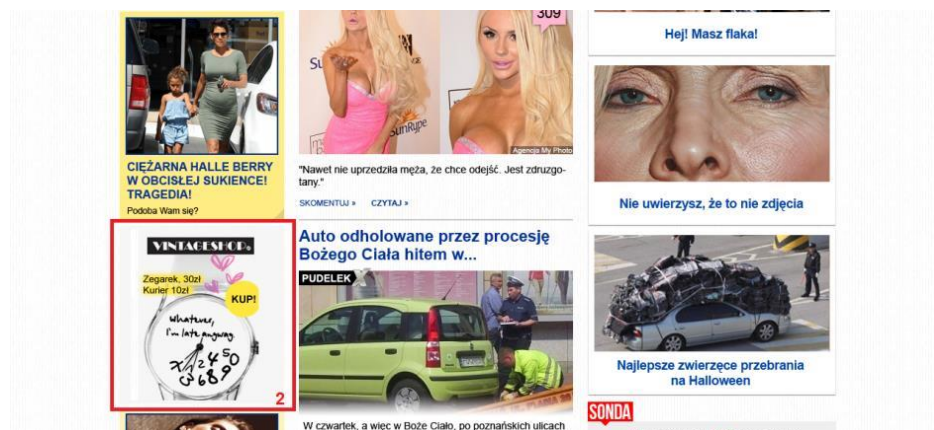 CIĘŻARNA HALLE BERRY
W OBCISŁEJ SUKIENCE!
TRAGEDIA!
Podoba Wam się?
VINTAGESHOP
Zegarek, 30zł
Kurier 10zł
KUP!
whatever,
I'm late anyway.
2
309
SunRype
Agencja My Photo
"Nawet nie uprzedziła męża, że chce odejść. Jest zdruzgo-
tany."
SKOMENTUJ » CZYTAJ »
Auto odholowane przez procesję
Bożego Ciała hitem w...
PUDELEK
W czwartek, a więc w Boże Ciało, po poznańskich ulicach
Hej! Masz flaka!
Nie uwierzysz, że to nie zdjęcia
Najlepsze zwierzęce przebrania
na Halloween
SONDA